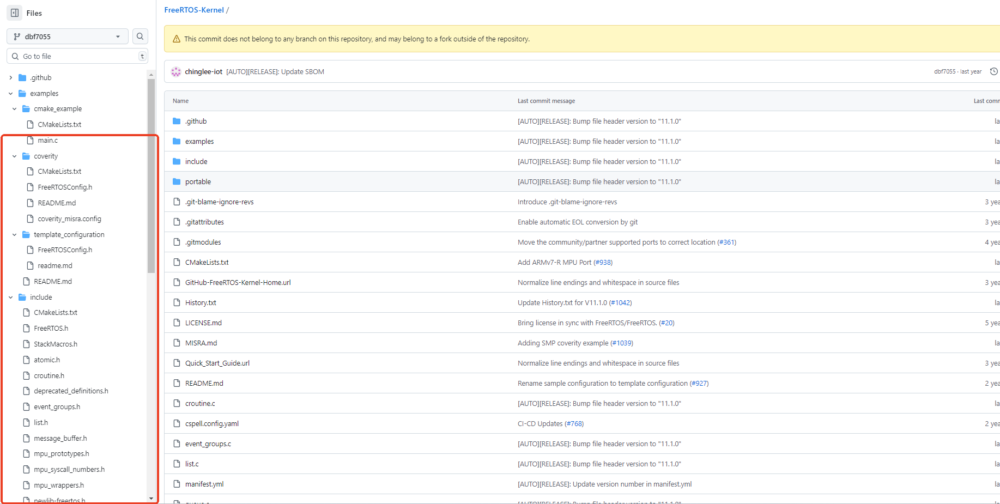 Files
dbf7055
Go to file
t
.github
examples
cmake_example
CMakeLists.txt
main.c
coverity
CMakeLists.txt
FreeRTOSConfig.h
README.md
coverity_misra.config
template_configuration
FreeRTOSConfig.h
readme.md
README.md
include
CMakeLists.txt
FreeRTOS.h
StackMacros.h
atomic.h
croutine.h
deprecated_definitions.h
event_groups.h
list.h
message_buffer.h
mpu_prototypes.h
mpu_syscall_numbers.h
mpu_wrappers.h
newlib-freertos.h
FreeRTOS-Kernel /
This commit does not belong to any branch on this repository, and may belong to a fork outside of the repository.
chinglee-iot [AUTO][RELEASE]: Update SBOM dbf7055 · last year
Name Last commit message Last comm
.github [AUTO][RELEASE]: Bump file header version to "11.1.0" la
examples [AUTO][RELEASE]: Bump file header version to "11.1.0" la
include [AUTO][RELEASE]: Bump file header version to "11.1.0" la
portable [AUTO][RELEASE]: Bump file header version to "11.1.0" la
.git-blame-ignore-revs Introduce .git-blame-ignore-revs 3 yea
.gitattributes Enable automatic EOL conversion by git 3 yea
.gitmodules Move the community/partner supported ports to correct location (#361) 4 yea
CMakeLists.txt Add ARMv7-R MPU Port (#938) la
GitHub-FreeRTOS-Kernel-Home.url Normalize line endings and whitespace in source files 3 yea
History.txt Update History.txt for V11.1.0 (#1042) la
LICENSE.md Bring license in sync with FreeRTOS/FreeRTOS. (#20) 5 yea
MISRA.md Adding SMP coverity example (#1039) la
Quick_Start_Guide.url Normalize line endings and whitespace in source files 3 yea
README.md Rename sample configuration to template configuration (#927) 2 yea
croutine.c [AUTO][RELEASE]: Bump file header version to "11.1.0" la
cspell.config.yaml CI-CD Updates (#768) 2 yea
event_groups.c [AUTO][RELEASE]: Bump file header version to "11.1.0" la
list.c [AUTO][RELEASE]: Bump file header version to "11.1.0" la
manifest.yml [AUTO][RELEASE]: Update version number in manifest.yml la
queue.c [AUTO][RELEASE]: Bump file header version to "11.1.0" la